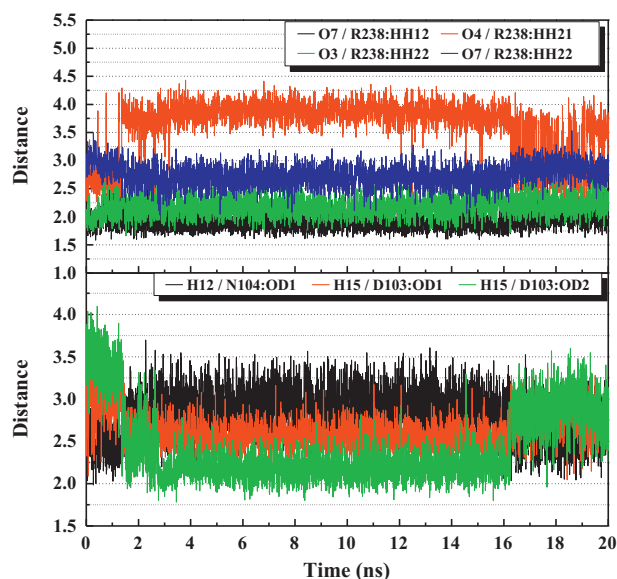 O7 / R238:HH12 O4 / R238:HH21
O3 / R238:HH22 O7 / R238:HH22
Distance
5.5
5.0
4.5
4.0
3.5
3.0
2.5
2.0
1.5
1.0
H12 / N104:OD1 H15 / D103:OD1 H15 / D103:OD2
Distance
4.0
3.5
3.0
2.5
2.0
1.5
0 2 4 6 8 10 12 14 16 18 20
Time (ns)